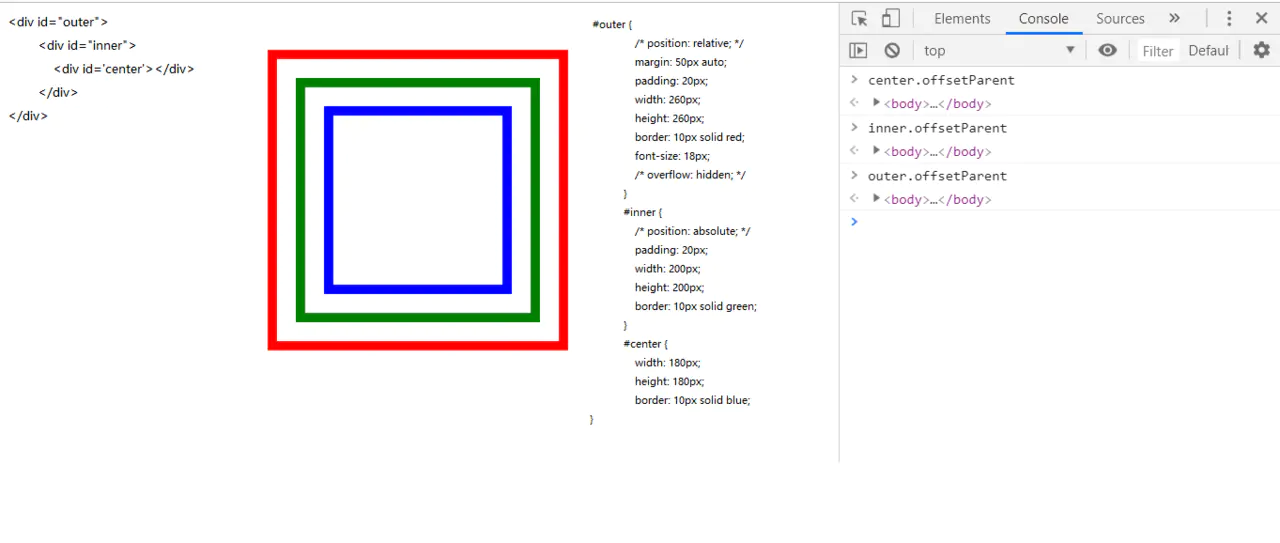 <div id="outer">
<div id="inner">
<div id='center'></div>
</div>
</div>
#outer {
/* position: relative; */
margin: 50px auto;
padding: 20px;
width: 260px;
height: 260px;
border: 10px solid red;
font-size: 18px;
/* overflow: hidden; */
}
#inner {
/* position: absolute; */
padding: 20px;
width: 200px;
height: 200px;
border: 10px solid green;
}
#center {
width: 180px;
height: 180px;
border: 10px solid blue;
}
Elements Console Sources
top Filter Defaul
center.offsetParent
<body>…</body>
inner.offsetParent
<body>…</body>
outer.offsetParent
<body>…</body>